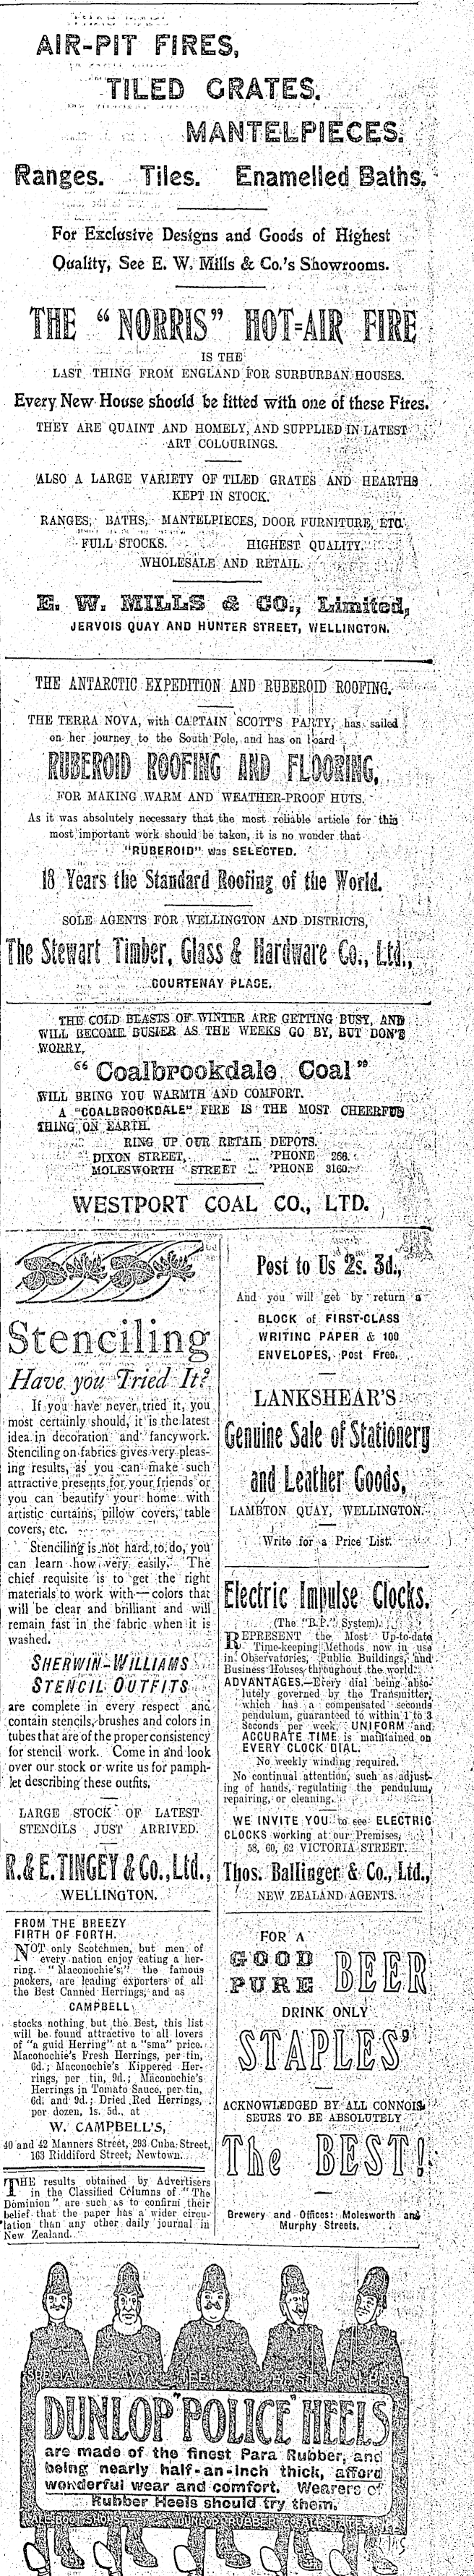 AIR-PIT FIRES,
TILED GRATES.
MANTELPIECES.
Ranges. Tiles. Enamelled Baths.
For Exclusive Designs and Goods of Highest
Quality, See E. W. Mills & Co.'s Showrooms.
THE "NORRIS" HOT-AIR FIRE
IS THE
LAST THING FROM ENGLAND FOR SURBURBAN HOUSES.
Every New House should be fitted with one of these Fires.
THEY ARE QUAINT AND HOMELY, AND SUPPLIED IN LATEST
ART COLOURINGS.
ALSO A LARGE VARIETY OF TILED GRATES AND HEARTHS
KEPT IN STOCK.
RANGES, BATHS, MANTELPIECES, DOOR FURNITURE, ETC.
FULL STOCKS. HIGHEST QUALITY.
WHOLESALE AND RETAIL.
E. W. MILLS & CO., Limited,
JERVOIS QUAY AND HUNTER STREET, WELLINGTON.
THE ANTARCTIC EXPEDITION AND RUBEROID ROOFING.
THE TERRA NOVA, with CAPTAIN SCOTT'S PARTY, has sailed
on her journey to the South Pole, and has on board
RUBEROID ROOFING AND FLOORING,
FOR MAKING WARM AND WEATHER-PROOF HUTS.
As it was absolutely necessary that the most reliable article for this
most important work should be taken, it is no wonder that
"RUBEROID" was SELECTED.
18 Years the Standard Roofing of the World.
SOLE AGENTS FOR WELLINGTON AND DISTRICTS,
The Stewart Timber, Glass & Hardware Co., Ltd.,
COURTENAY PLACE.
THE COLD BLASTS OF WINTER ARE GETTING BUSY, AND
WILL BECOME BUSIER AS THE WEEKS GO BY, BUT DON'T
WORRY,
"Coalbrookdale Coal"
WILL BRING YOU WARMTH AND COMFORT.
A "COALBROOKDALE" FIRE IS THE MOST CHEERFUL
THING ON EARTH.
RING UP OUR RETAIL DEPOTS.
DIXON STREET, ... ... 'PHONE 266.
MOLESWORTH STREET ... 'PHONE 3160.
WESTPORT COAL CO., LTD.
Stenciling
Have you Tried It?
If you have never tried it, you
most certainly should, it is the latest
idea in decoration and fancywork.
Stenciling on fabrics gives very pleas-
ing results, as you can make such
attractive presents for your friends or
you can beautify your home with
artistic curtains, pillow covers, table
covers, etc.
Stenciling is not hard to do, you
can learn how very easily. The
chief requisite is to get the right
materials to work with—colors that
will be clear and brilliant and will
remain fast in the fabric when it is
washed.
SHERWIN-WILLIAMS
STENCIL OUTFITS
are complete in every respect and
contain stencils, brushes and colors in
tubes that are of the proper consistency
for stencil work. Come in and look
over our stock or write us for pamph-
let describing these outfits.
LARGE STOCK OF LATEST
STENCILS JUST ARRIVED.
R. & E. TINGEY & Co., Ltd.,
WELLINGTON.
FROM THE BREEZY
FIRTH OF FORTH.
NOT only Scotchmen, but men of
every nation enjoy eating a her-
ring. "Maconochie's," the famous
packers, are leading exporters of all
the Best Canned Herrings, and as
CAMPBELL
stocks nothing but the Best, this list
will be found attractive to all lovers
of "a guid Herring" at a "sma" price.
Maconochie's Fresh Herrings, per tin,
6d.; Maconochie's Kippered Her-
rings, per tin, 9d.; Maconochie's
Herrings in Tomato Sauce, per tin,
6d. and 9d.; Dried Red Herrings,
per dozen, 1s. 5d., at
W. CAMPBELL'S,
40 and 42 Manners Street, 293 Cuba Street,
163 Riddiford Street, Newtown.
THE results obtained by Advertisers
in the Classified Columns of "The
Dominion" are such as to confirm their
belief that the paper has a wider circu-
lation than any other daily journal in
New Zealand.
Post to Us 2s. 3d.,
And you will get by return a
BLOCK of FIRST-CLASS
WRITING PAPER & 100
ENVELOPES, Post Free.
LANKSHEAR'S
Genuine Sale of Stationery
and Leather Goods,
LAMBTON QUAY, WELLINGTON.
Write for a Price List.
Electric Impulse Clocks.
(The "B.P." System).
REPRESENT the Most Up-to-date
Time-keeping Methods now in use
in Observatories, Public Buildings, and
Business Houses throughout the world.
ADVANTAGES.—Every dial being abso-
lutely governed by the Transmitter,
which has a compensated seconds
pendulum, guaranteed to within 1 to 3
Seconds per week, UNIFORM and
ACCURATE TIME is maintained on
EVERY CLOCK DIAL.
No weekly winding required.
No continual attention, such as adjust-
ing of hands, regulating the pendulum,
repairing, or cleaning.
WE INVITE YOU to see ELECTRIC
CLOCKS working at our Premises,
58, 60, 62 VICTORIA STREET.
Thos. Ballinger & Co., Ltd.,
NEW ZEALAND AGENTS.
FOR A
GOOD
PURE BEER
DRINK ONLY
STAPLES'
ACKNOWLEDGED BY ALL CONNOIS-
SEURS TO BE ABSOLUTELY
The BEST!
Brewery and Offices: Molesworth and
Murphy Streets.
DUNLOP "POLICE" HEELS
are made of the finest Para Rubber, and
being nearly half-an-inch thick, afford
wonderful wear and comfort. Wearers of
Rubber Heels should try them.